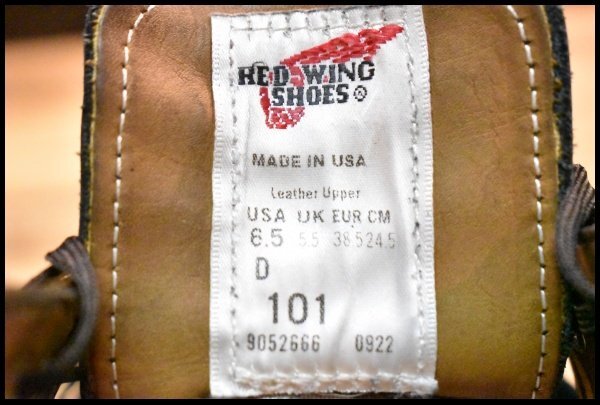 RED WING
SHOES ®
MADE IN USA
Leather Upper
USA UK EUR CM
6.5 5.5 38.5 24.5
D
101
9052666 0922